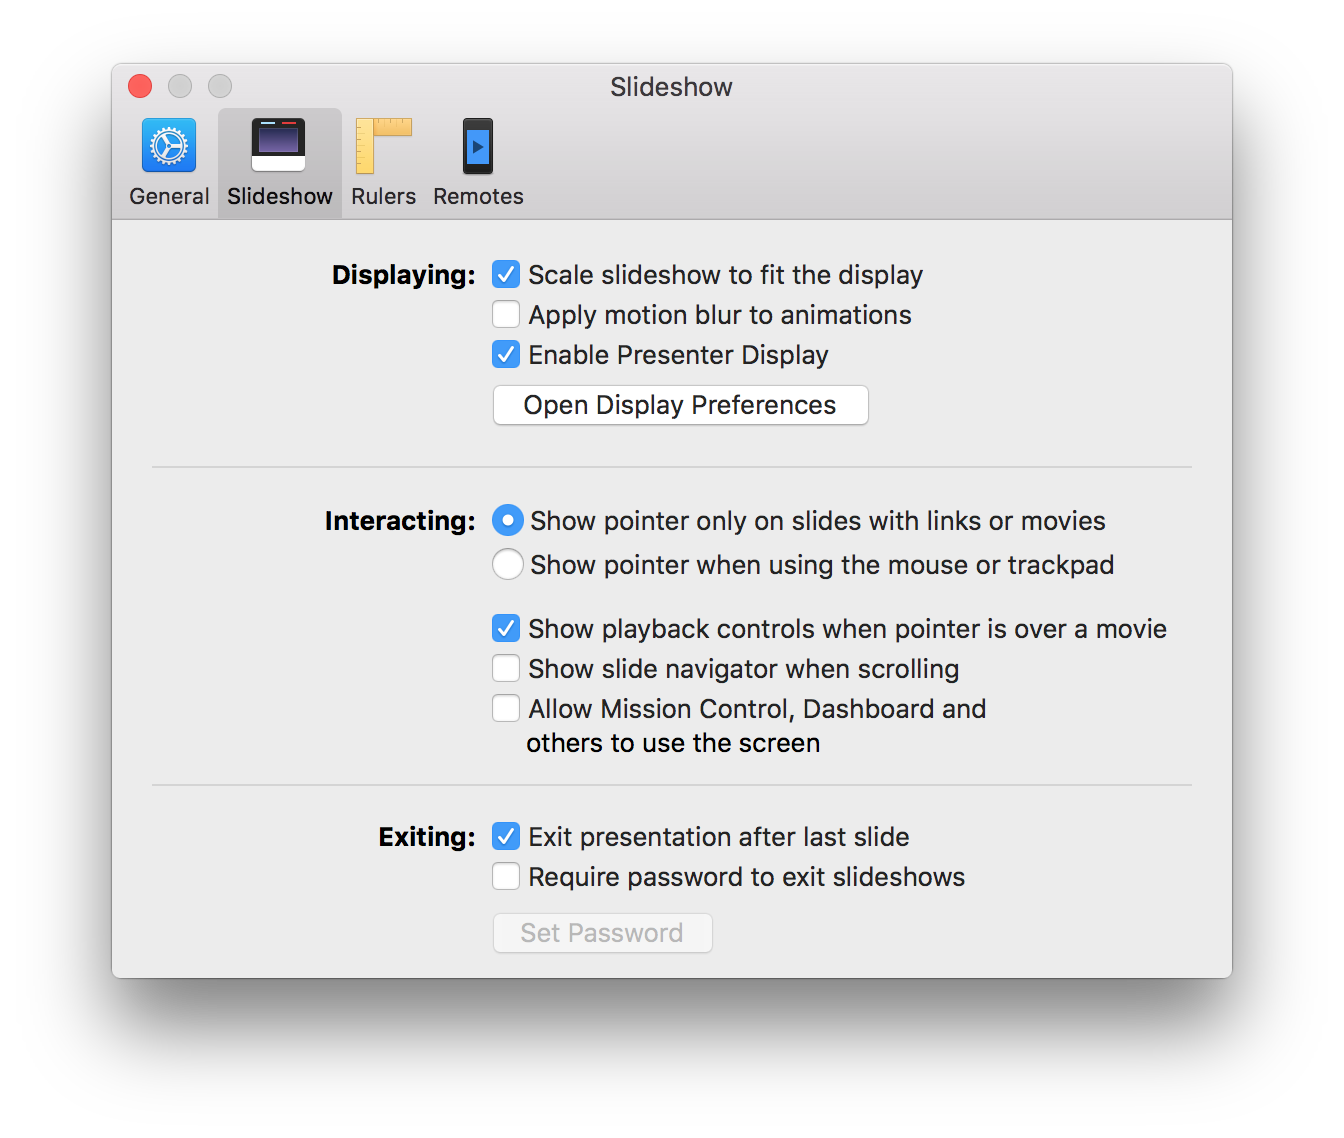 Slideshow
General
Slideshow
Rulers
Remotes
Displaying:
Scale slideshow to fit the display
Apply motion blur to animations
Enable Presenter Display
Open Display Preferences
Interacting:
Show pointer only on slides with links or movies
Show pointer when using the mouse or trackpad
Show playback controls when pointer is over a movie
Show slide navigator when scrolling
Allow Mission Control, Dashboard and
others to use the screen
Exiting:
Exit presentation after last slide
Require password to exit slideshows
Set Password